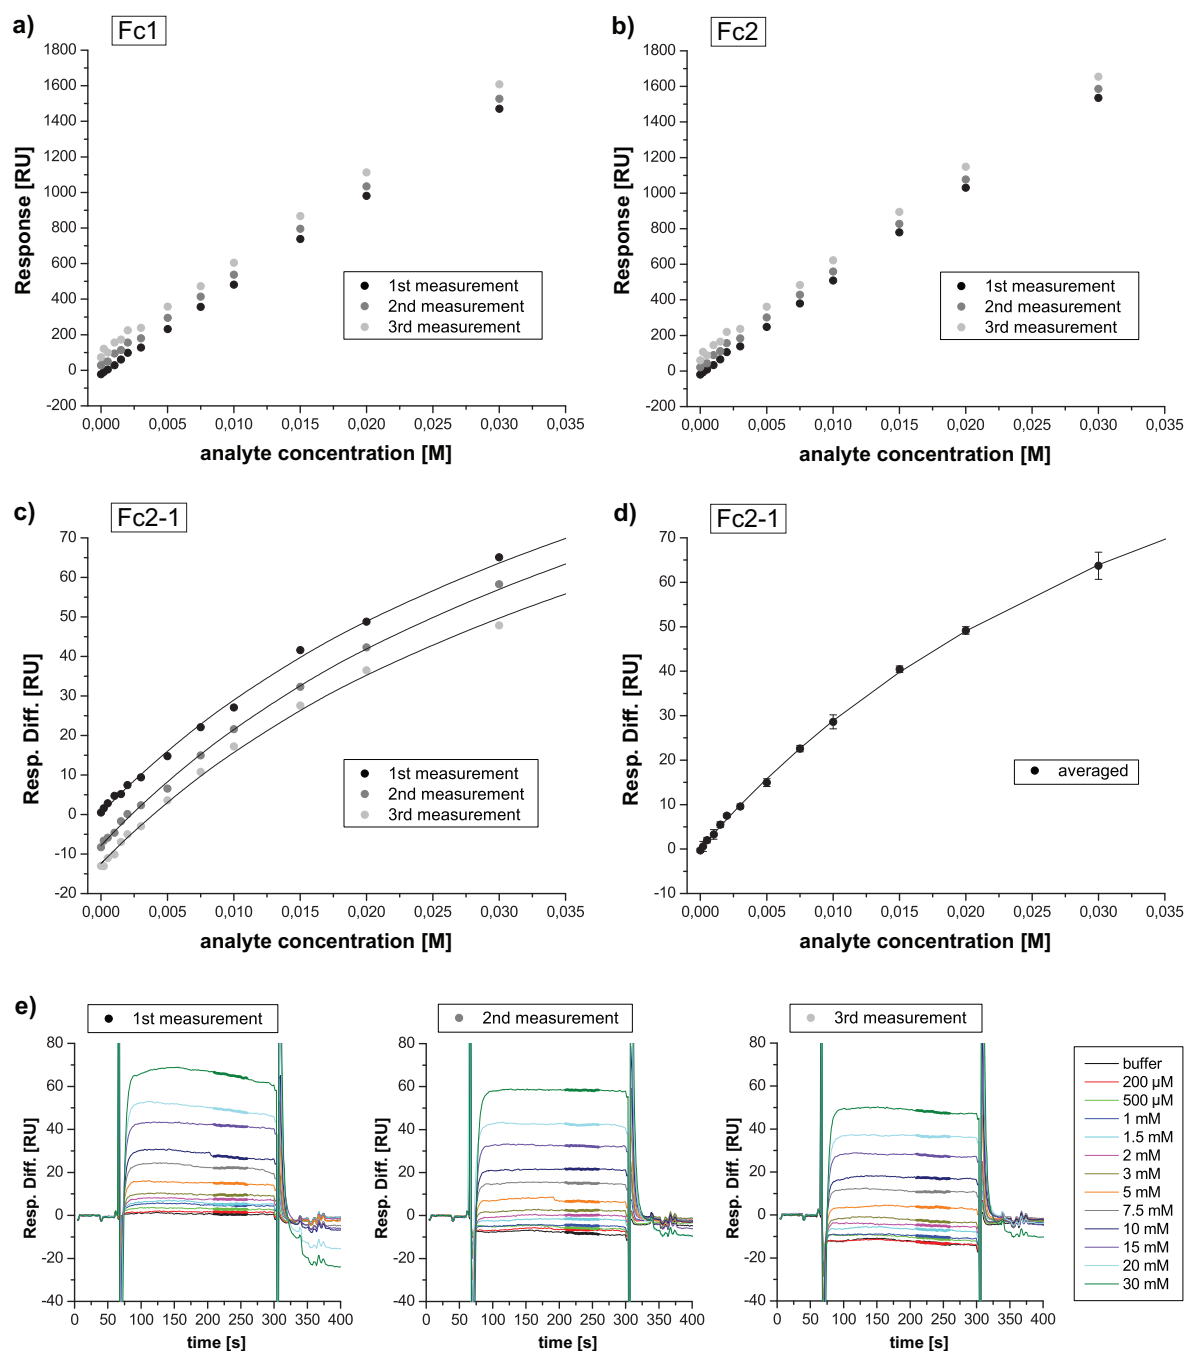 a) Fc1
1800
1600
1400
1200
1000
800
600
400
200
0
-200
Response [RU]
0,000 0,005 0,010 0,015 0,020 0,025 0,030 0,035
analyte concentration [M]
1st measurement
2nd measurement
3rd measurement
b) Fc2
1800
1600
1400
1200
1000
800
600
400
200
0
-200
Response [RU]
0,000 0,005 0,010 0,015 0,020 0,025 0,030 0,035
analyte concentration [M]
1st measurement
2nd measurement
3rd measurement
c) Fc2-1
70
60
50
40
30
20
10
0
-10
-20
Resp. Diff. [RU]
0,000 0,005 0,010 0,015 0,020 0,025 0,030 0,035
analyte concentration [M]
1st measurement
2nd measurement
3rd measurement
d) Fc2-1
70
60
50
40
30
20
10
0
-10
Resp. Diff. [RU]
0,000 0,005 0,010 0,015 0,020 0,025 0,030 0,035
analyte concentration [M]
averaged
e)
1st measurement
80
60
40
20
0
-20
-40
Resp. Diff. [RU]
0 50 100 150 200 250 300 350 400
time [s]
2nd measurement
80
60
40
20
0
-20
-40
Resp. Diff. [RU]
0 50 100 150 200 250 300 350 400
time [s]
3rd measurement
80
60
40
20
0
-20
-40
Resp. Diff. [RU]
0 50 100 150 200 250 300 350 400
time [s]
buffer
200 µM
500 µM
1 mM
1.5 mM
2 mM
3 mM
5 mM
7.5 mM
10 mM
15 mM
20 mM
30 mM